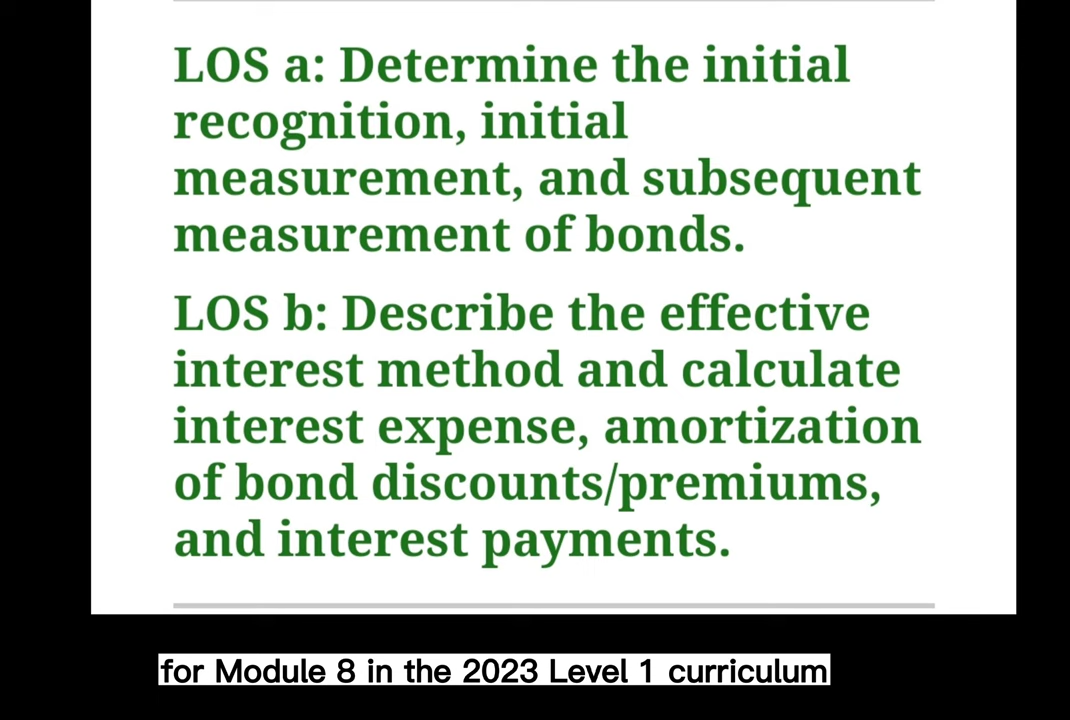 LOS a: Determine the initial
recognition, initial
measurement, and subsequent
measurement of bonds.
LOS b: Describe the effective
interest method and calculate
interest expense, amortization
of bond discounts/premiums,
and interest payments.
for Module 8 in the 2023 Level 1 curriculum